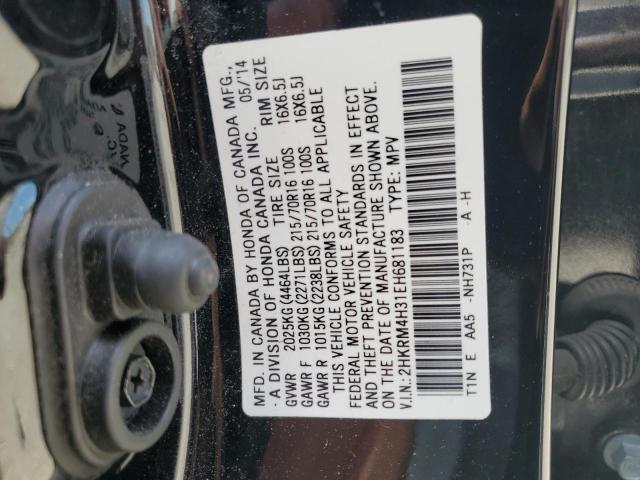 MFD. IN CANADA BY HONDA OF CANADA MFG.,
- A DIVISION OF HONDA CANADA INC. 05/'14
GVWR 2025KG (4464LBS) TIRE SIZE RIM SIZE
GAWR F 1030KG (2271LBS) 215/70R16 100S 16X6.5J
GAWR R 1015KG (2238LBS) 215/70R16 100S 16X6.5J
THIS VEHICLE CONFORMS TO ALL APPLICABLE
FEDERAL MOTOR VEHICLE SAFETY
AND THEFT PREVENTION STANDARDS IN EFFECT
ON THE DATE OF MANUFACTURE SHOWN ABOVE.
V.I.N.: 2HKRM4H31EH681183 TYPE: MPV
T1N E AA5 -NH731P -A -H